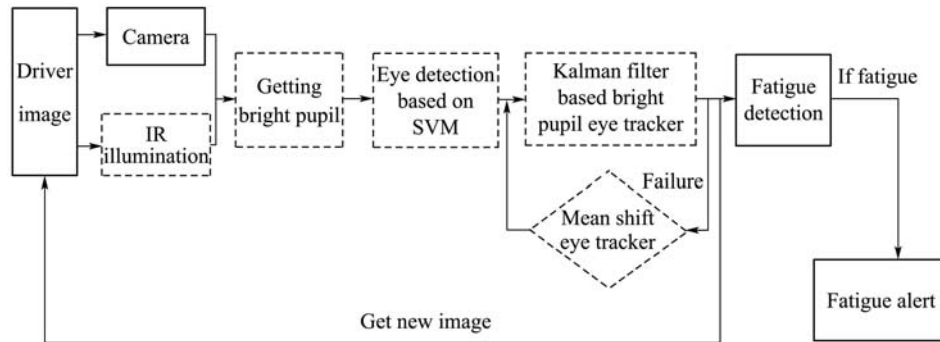 Driver
image
Camera
IR
illumination
Getting
bright pupil
Eye detection
based on
SVM
Kalman filter
based bright
pupil eye tracker
Failure
Mean shift
eye tracker
Fatigue
detection
If fatigue
Fatigue alert
Get new image